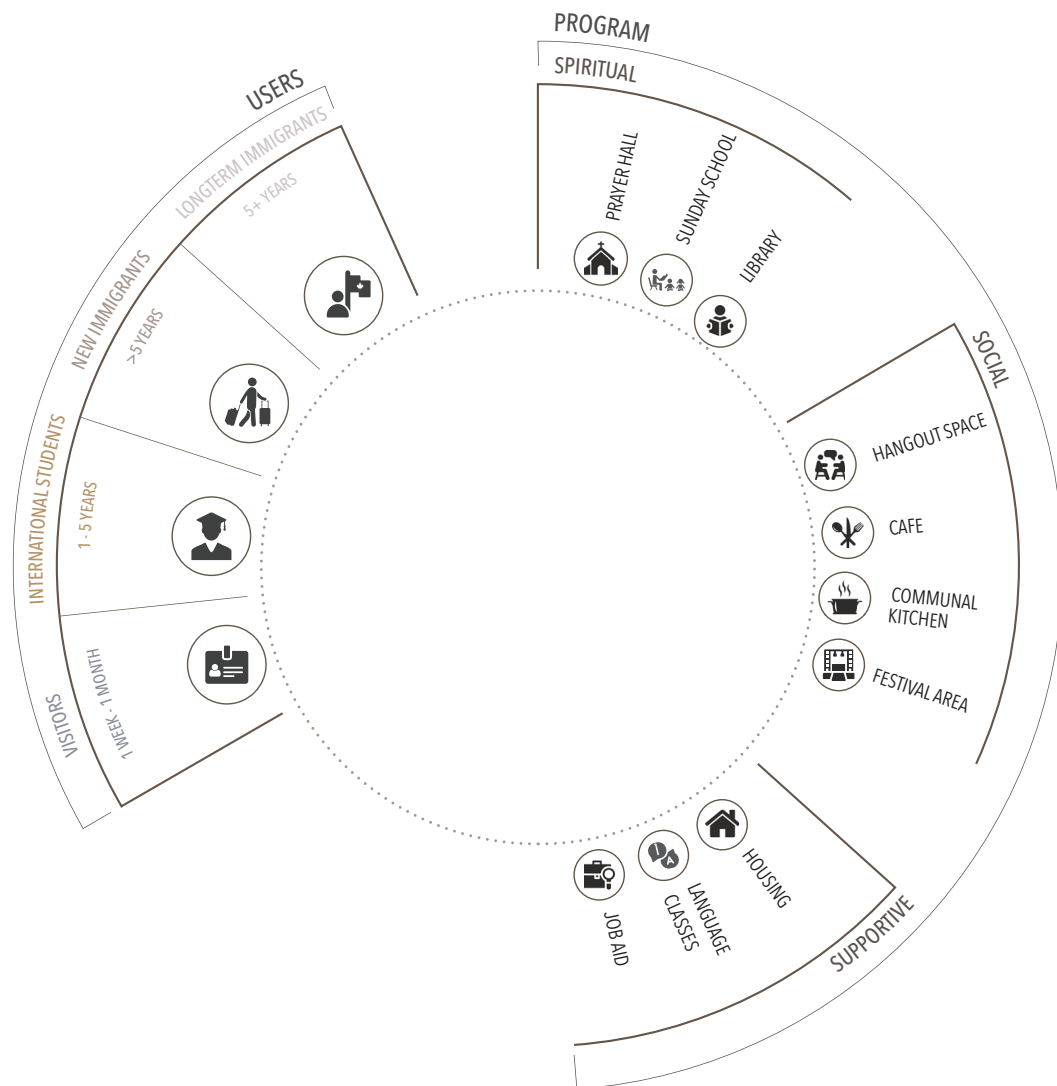 PROGRAM
SPIRITUAL
PRAYER HALL
SUNDAY SCHOOL
LIBRARY
SOCIAL
HANGOUT SPACE
CAFE
COMMUNAL
KITCHEN
FESTIVAL AREA
SUPPORTIVE
HOUSING
LANGUAGE
CLASSES
A
JOB AID
USERS
LONGTERM IMMIGRANTS
5+ YEARS
NEW IMMIGRANTS
>5 YEARS
INTERNATIONAL STUDENTS
1 - 5 YEARS
VISITORS
1 WEEK - 1 MONTH